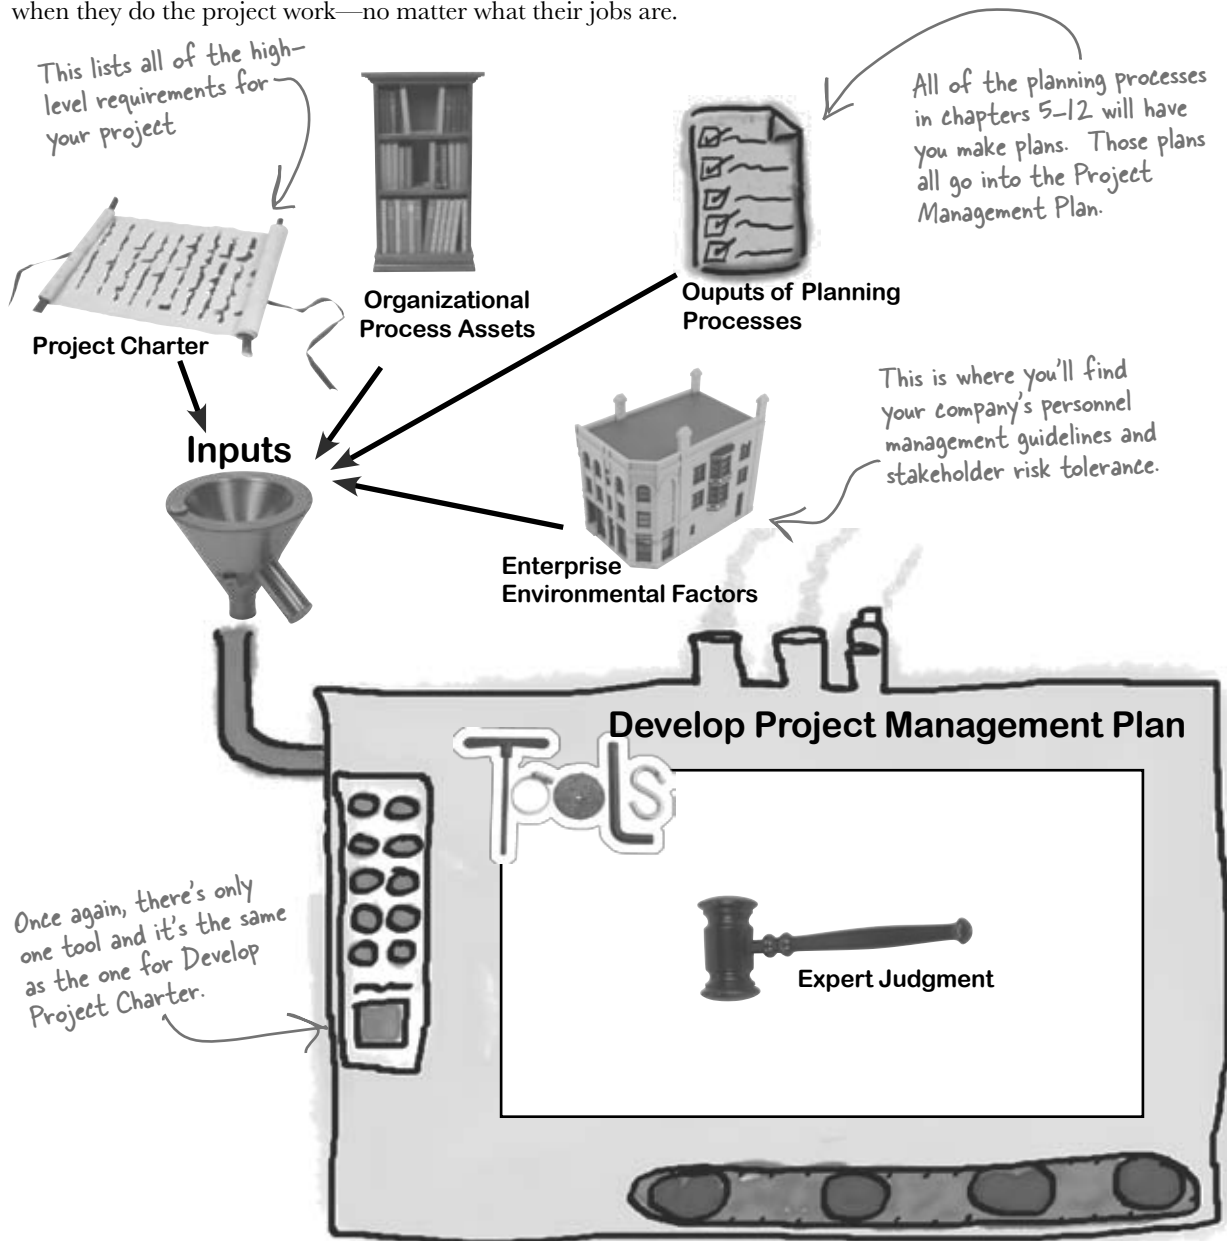 when they do the project work—no matter what their jobs are.
This lists all of the high-
level requirements for
your project
All of the planning processes
in chapters 5–12 will have
you make plans. Those plans
all go into the Project
Management Plan.
Project Charter
Organizational
Process Assets
Ouputs of Planning
Processes
This is where you'll find
your company's personnel
management guidelines and
stakeholder risk tolerance.
Inputs
Enterprise
Environmental Factors
Develop Project Management Plan
Tools
Once again, there's only
one tool and it's the same
as the one for Develop
Project Charter.
Expert Judgment